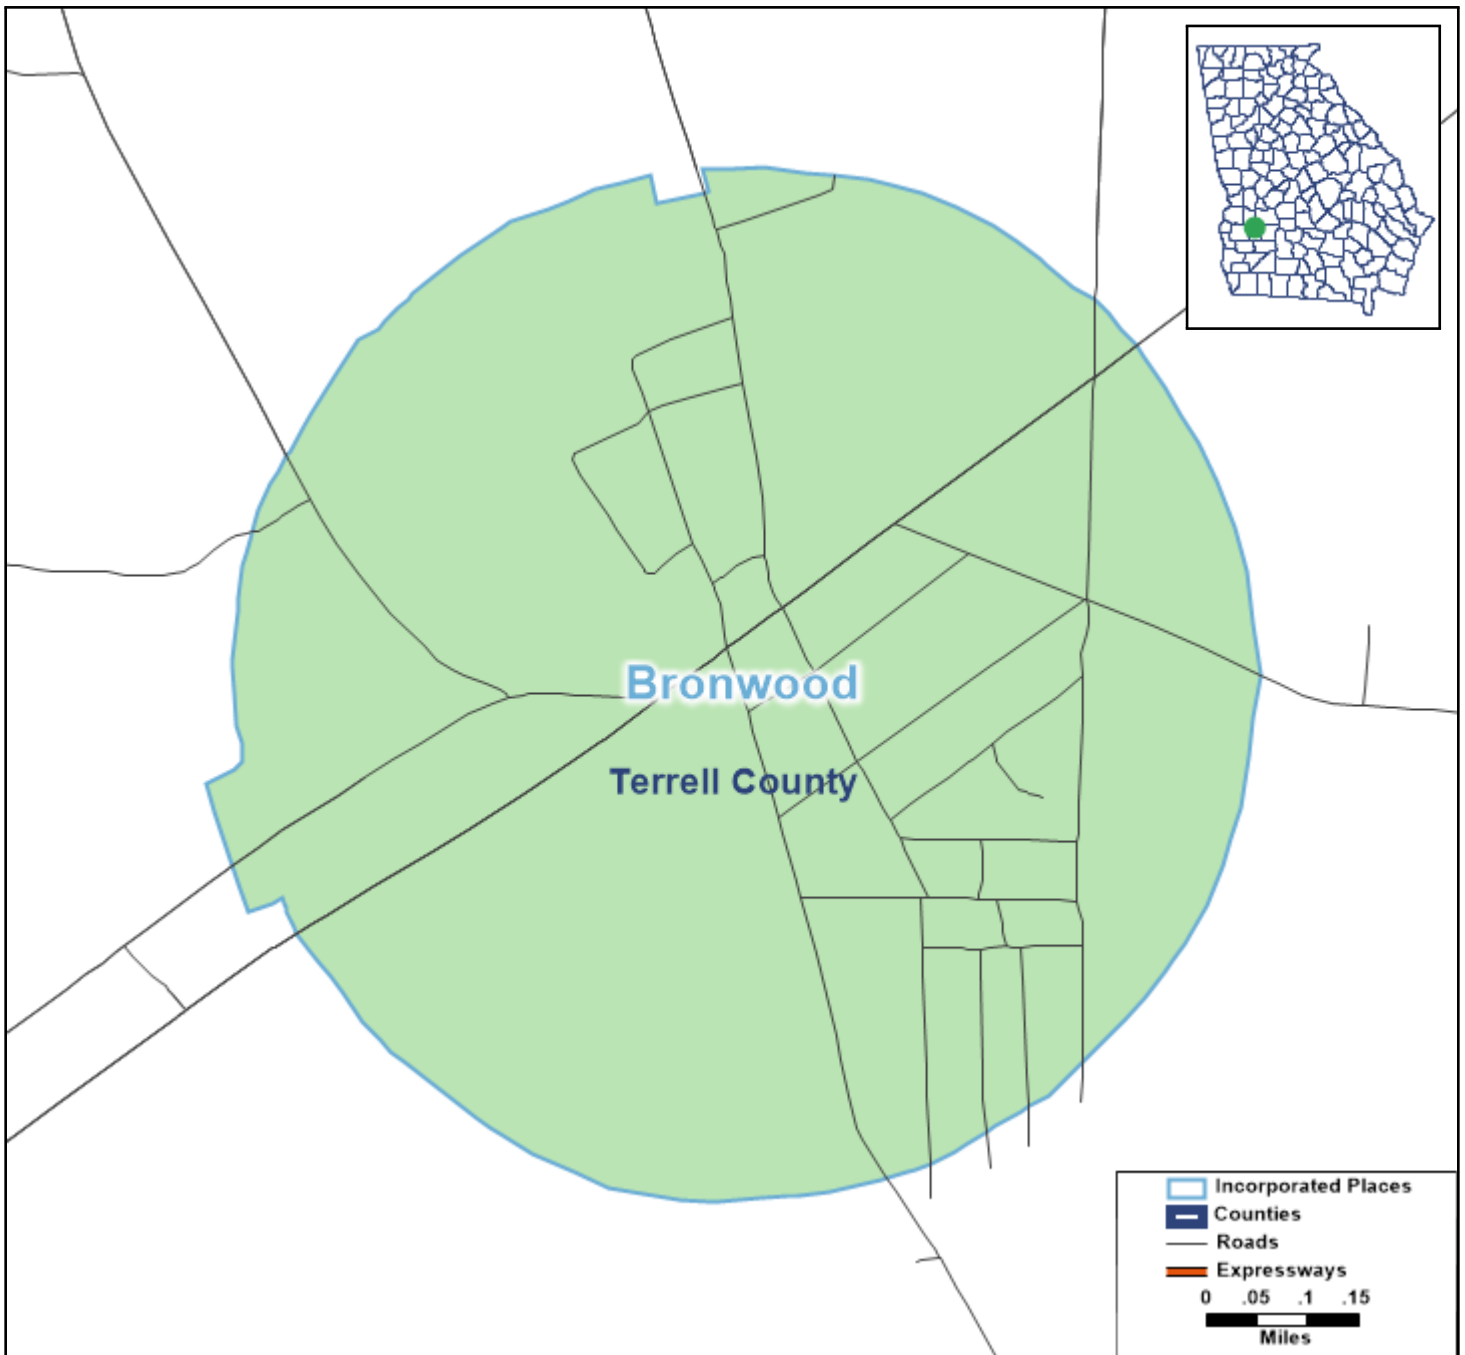 Bronwood
Terrell County
Incorporated Places
Counties
Roads
Expressways
0 .05 .1 .15
Miles